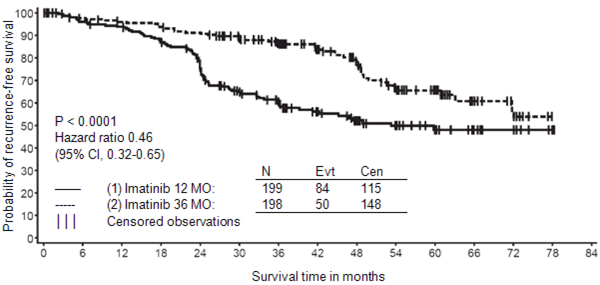 Probability of recurrence-free survival
100
90
80
70
60
50
40
30
20
10
0
P < 0.0001
Hazard ratio 0.46
(95% CI, 0.32-0.65)
N Evt Cen
(1) Imatinib 12 MO: 199 84 115
(2) Imatinib 36 MO: 198 50 148
Censored observations
0 6 12 18 24 30 36 42 48 54 60 66 72 78 84
Survival time in months